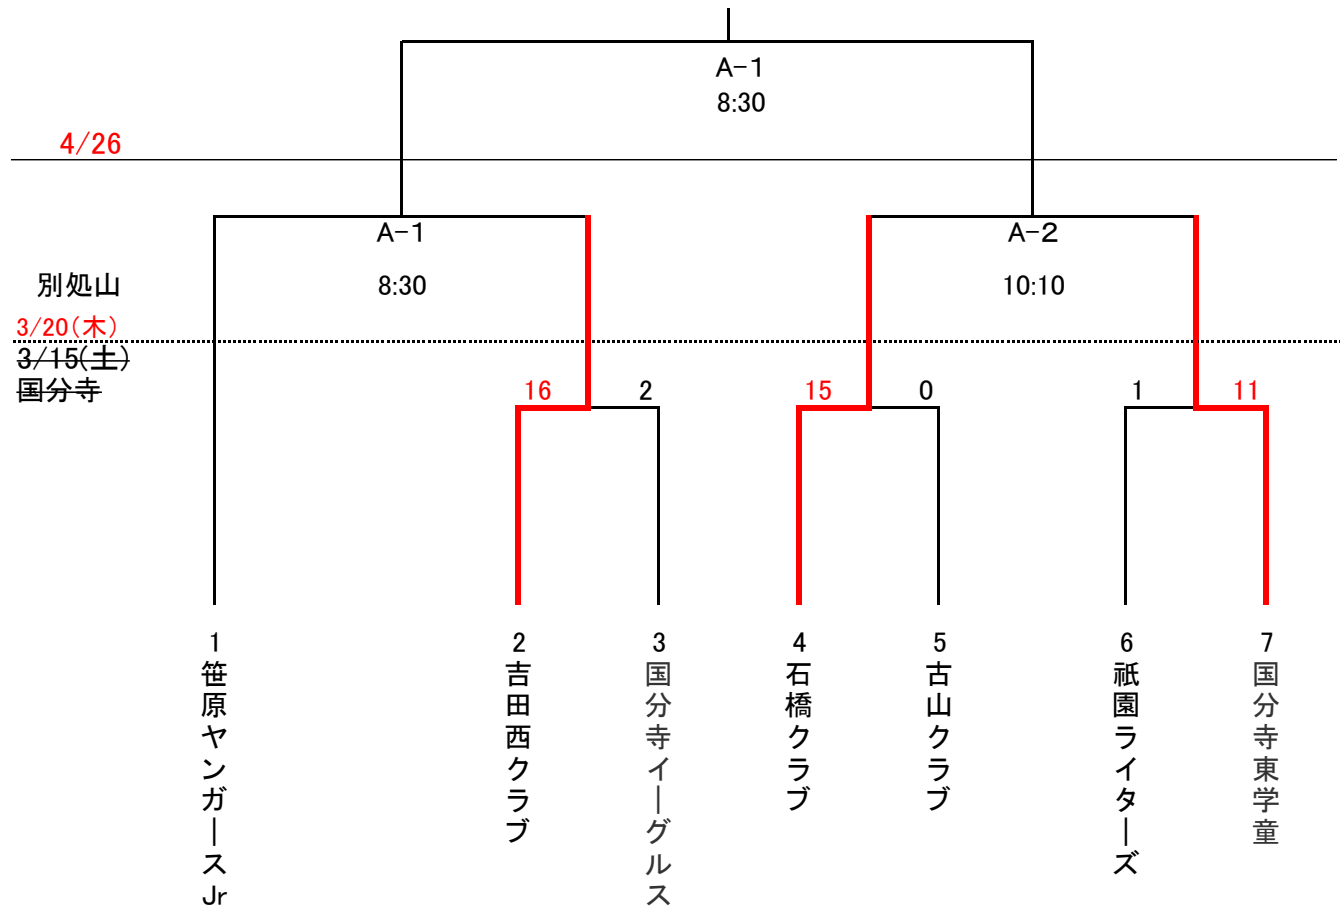 A-1
8:30
4/26
A-1
A-2
別処山
8:30
10:10
3/20(木)
3/15(土)
国分寺
16
2
15
0
1
11
1
笹原ヤンガースJr
2
吉田西クラブ
3
国分寺イーグルス
4
石橋クラブ
5
古山クラブ
6
祇園ライターズ
7
国分寺東学童